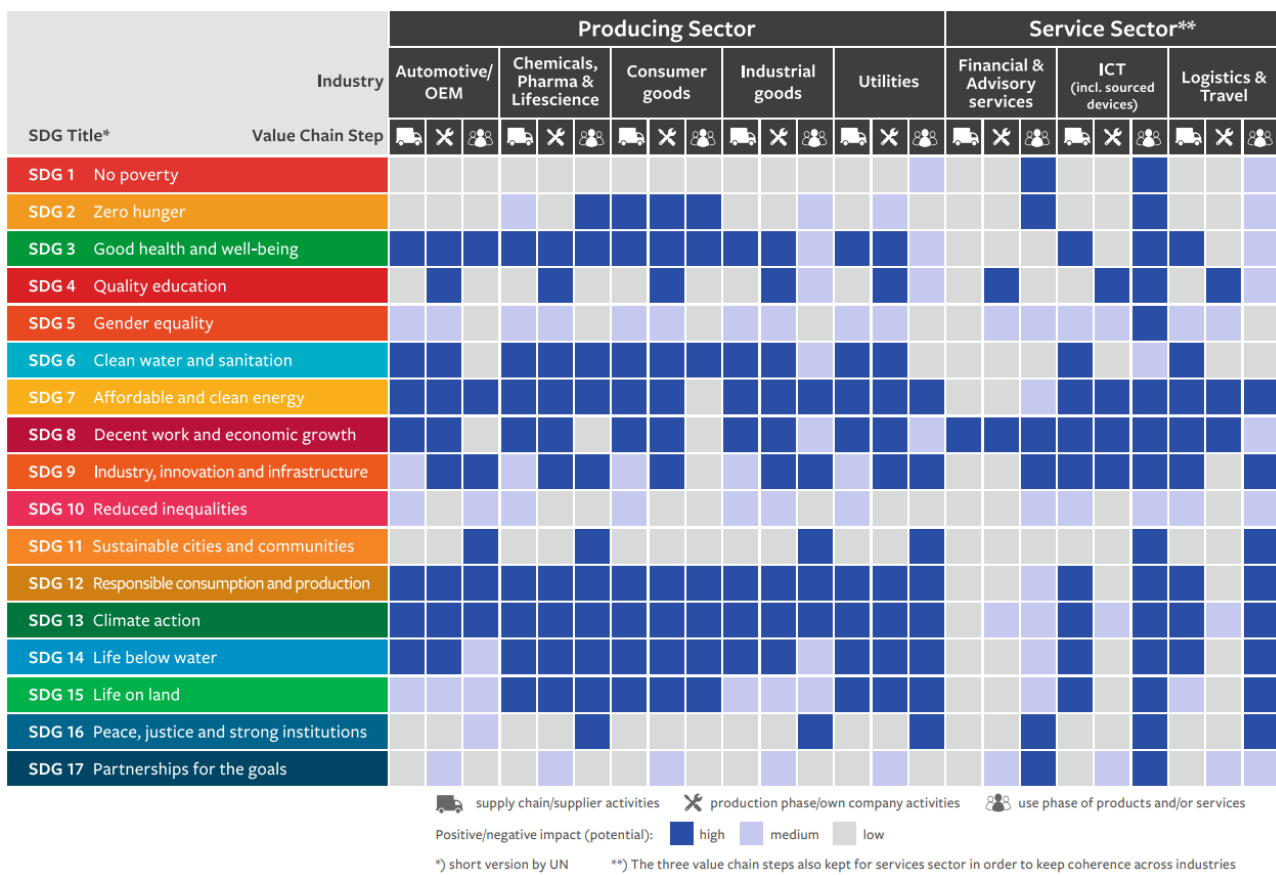 Producing Sector
Service Sector**
Industry
Automotive/
OEM
Chemicals,
Pharma &
Lifescience
Consumer
goods
Industrial
goods
Utilities
Financial &
Advisory
services
ICT
(incl. sourced
devices)
Logistics &
Travel
SDG Title*
Value Chain Step
SDG 1 No poverty
SDG 2 Zero hunger
SDG 3 Good health and well-being
SDG 4 Quality education
SDG 5 Gender equality
SDG 6 Clean water and sanitation
SDG 7 Affordable and clean energy
SDG 8 Decent work and economic growth
SDG 9 Industry, innovation and infrastructure
SDG 10 Reduced inequalities
SDG 11 Sustainable cities and communities
SDG 12 Responsible consumption and production
SDG 13 Climate action
SDG 14 Life below water
SDG 15 Life on land
SDG 16 Peace, justice and strong institutions
SDG 17 Partnerships for the goals
supply chain/supplier activities production phase/own company activities use phase of products and/or services
Positive/negative impact (potential): high medium low
*) short version by UN **) The three value chain steps also kept for services sector in order to keep coherence across industries